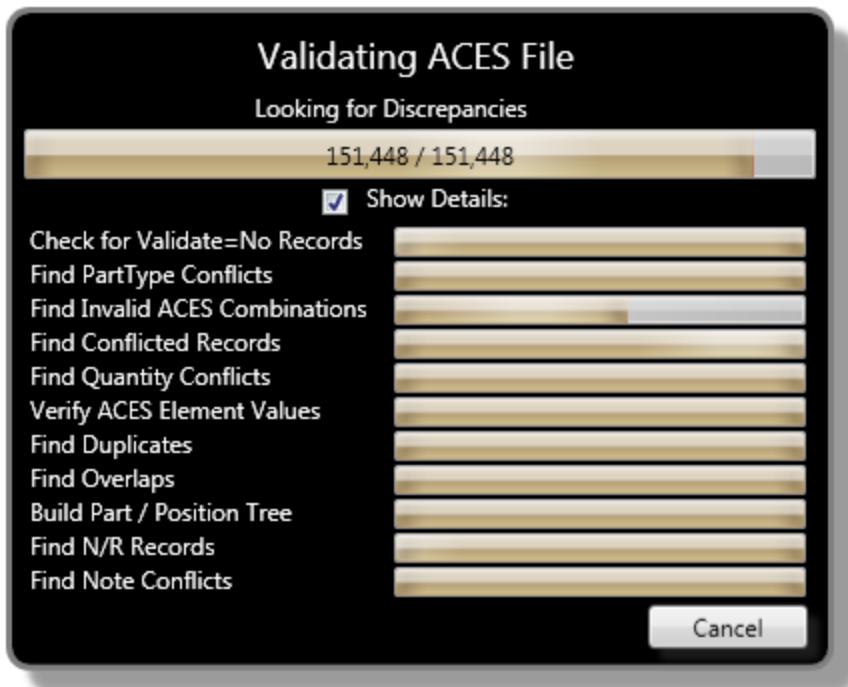 Validating ACES File
Looking for Discrepancies
151,448 / 151,448
Show Details:
Check for Validate=No Records
Find PartType Conflicts
Find Invalid ACES Combinations
Find Conflicted Records
Find Quantity Conflicts
Verify ACES Element Values
Find Duplicates
Find Overlaps
Build Part / Position Tree
Find N/R Records
Find Note Conflicts
Cancel